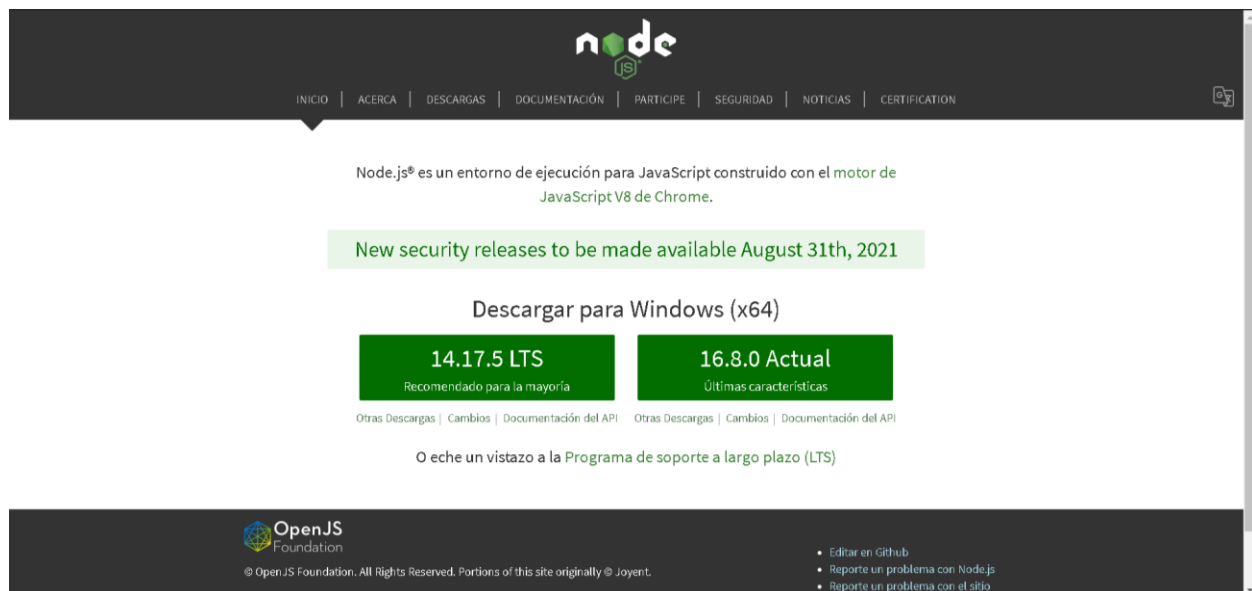 node
JS
INICIO | ACERCA | DESCARGAS | DOCUMENTACIÓN | PARTICIPE | SEGURIDAD | NOTICIAS | CERTIFICATION
Node.js® es un entorno de ejecución para JavaScript construido con el motor de
JavaScript V8 de Chrome.
New security releases to be made available August 31th, 2021
Descargar para Windows (x64)
14.17.5 LTS
Recomendado para la mayoría
16.8.0 Actual
Últimas características
Otras Descargas | Cambios | Documentación del API
Otras Descargas | Cambios | Documentación del API
O eche un vistazo a la Programa de soporte a largo plazo (LTS)
OpenJS
Foundation
© OpenJS Foundation. All Rights Reserved. Portions of this site originally © Joyent.
• Editar en Github
• Reporte un problema con Node.js
• Reporte un problema con el sitio